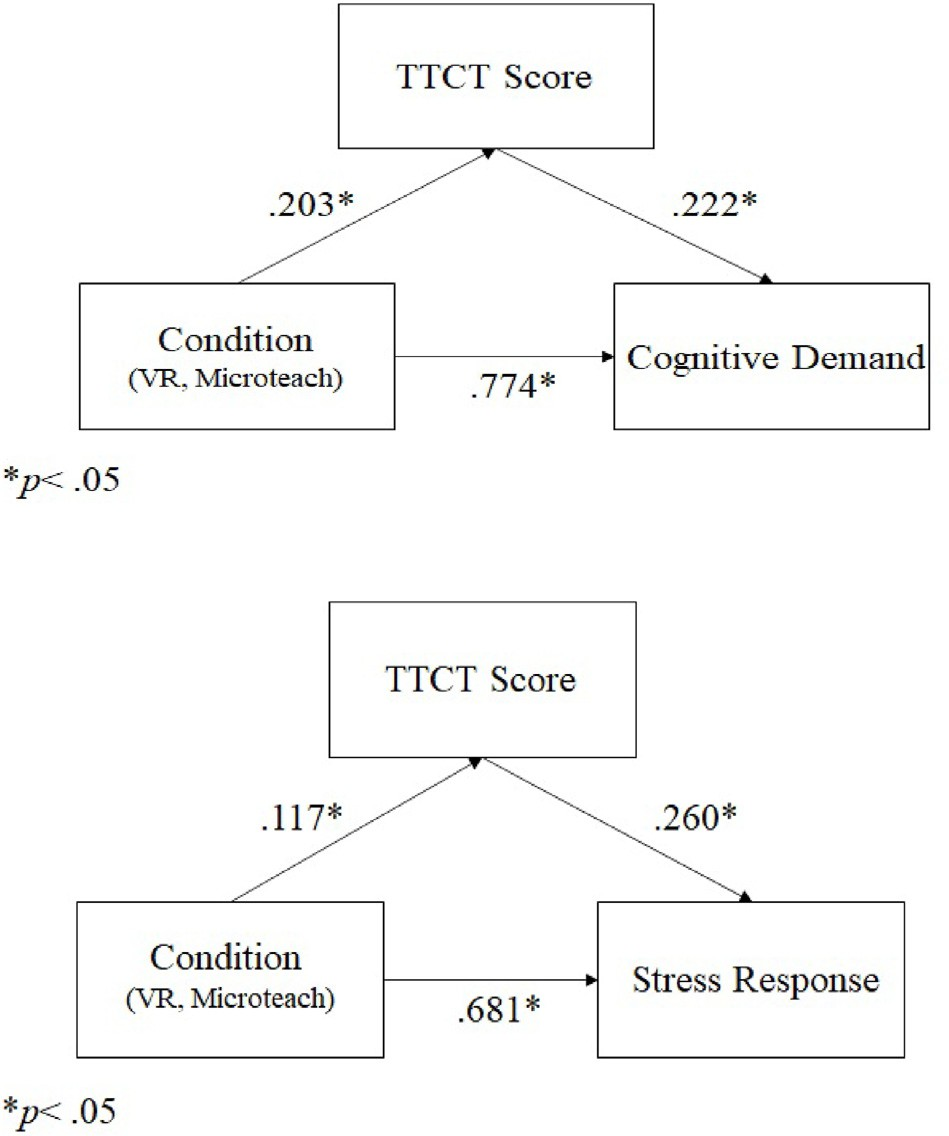 TTCT Score
.203*
.222*
Condition
(VR, Microteach)
Cognitive Demand
.774*
*p< .05
TTCT Score
.117*
.260*
Condition
(VR, Microteach)
Stress Response
.681*
*p< .05